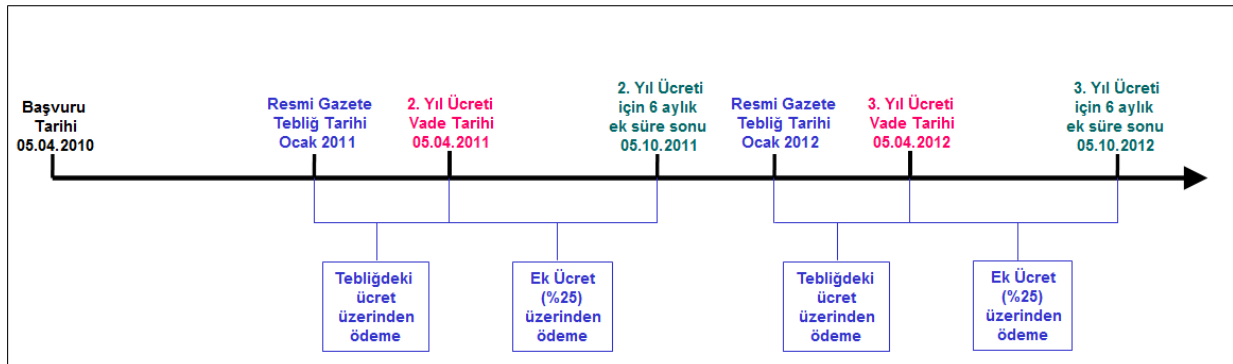 Başvuru
Tarihi
05.04.2010
Resmi Gazete
Tebliğ Tarihi
Ocak 2011
2. Yıl Ücreti
Vade Tarihi
05.04.2011
2. Yıl Ücreti
için 6 aylık
ek süre sonu
05.10.2011
Resmi Gazete
Tebliğ Tarihi
Ocak 2012
3. Yıl Ücreti
Vade Tarihi
05.04.2012
3. Yıl Ücreti
için 6 aylık
ek süre sonu
05.10.2012
Tebliğdeki
ücret
üzerinden
ödeme
Ek Ücret
(%25)
üzerinden
ödeme
Tebliğdeki
ücret
üzerinden
ödeme
Ek Ücret
(%25)
üzerinden
ödeme